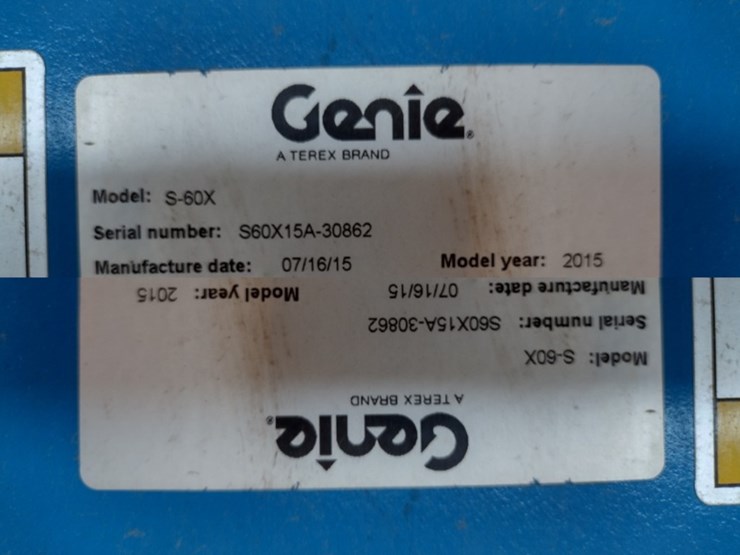 Genie
A TEREX BRAND
Model: S-60X
Serial number: S60X15A-30862
Manufacture date: 07/16/15 Model year: 2015
Manufacture date: 07/16/15 Model year: 2015
Serial number: S60X15A-30862
Model: S-60X
A TEREX BRAND
Genie